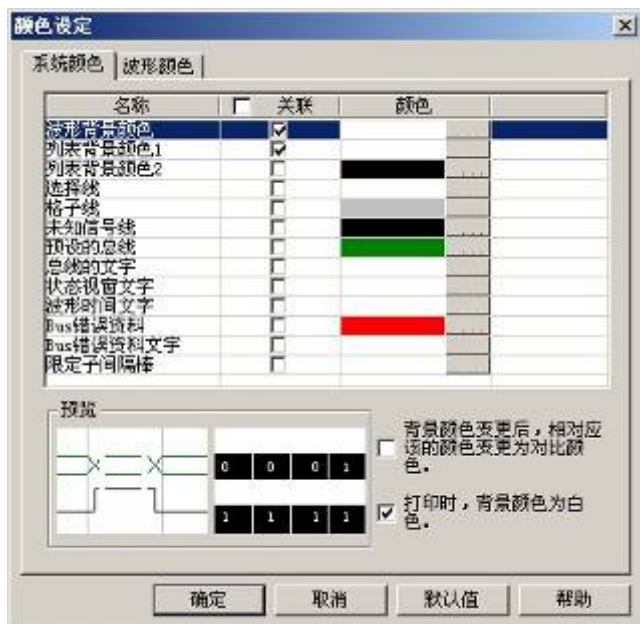 颜色设定
系统颜色 波形颜色
名称 关联 颜色
波形背景颜色
列表背景颜色1
列表背景颜色2
选择线
格子线
未知信号线
预设的总线
总线的文字
状态视窗文字
波形时间文字
Bus错误资料
Bus错误资料文字
限定子间隔棒
预览
0 0 0 1
1 1 1 1
背景颜色变更后，相对应
该的颜色变更为对比颜
色。
打印时，背景颜色为白
色。
确定 取消 默认值 帮助